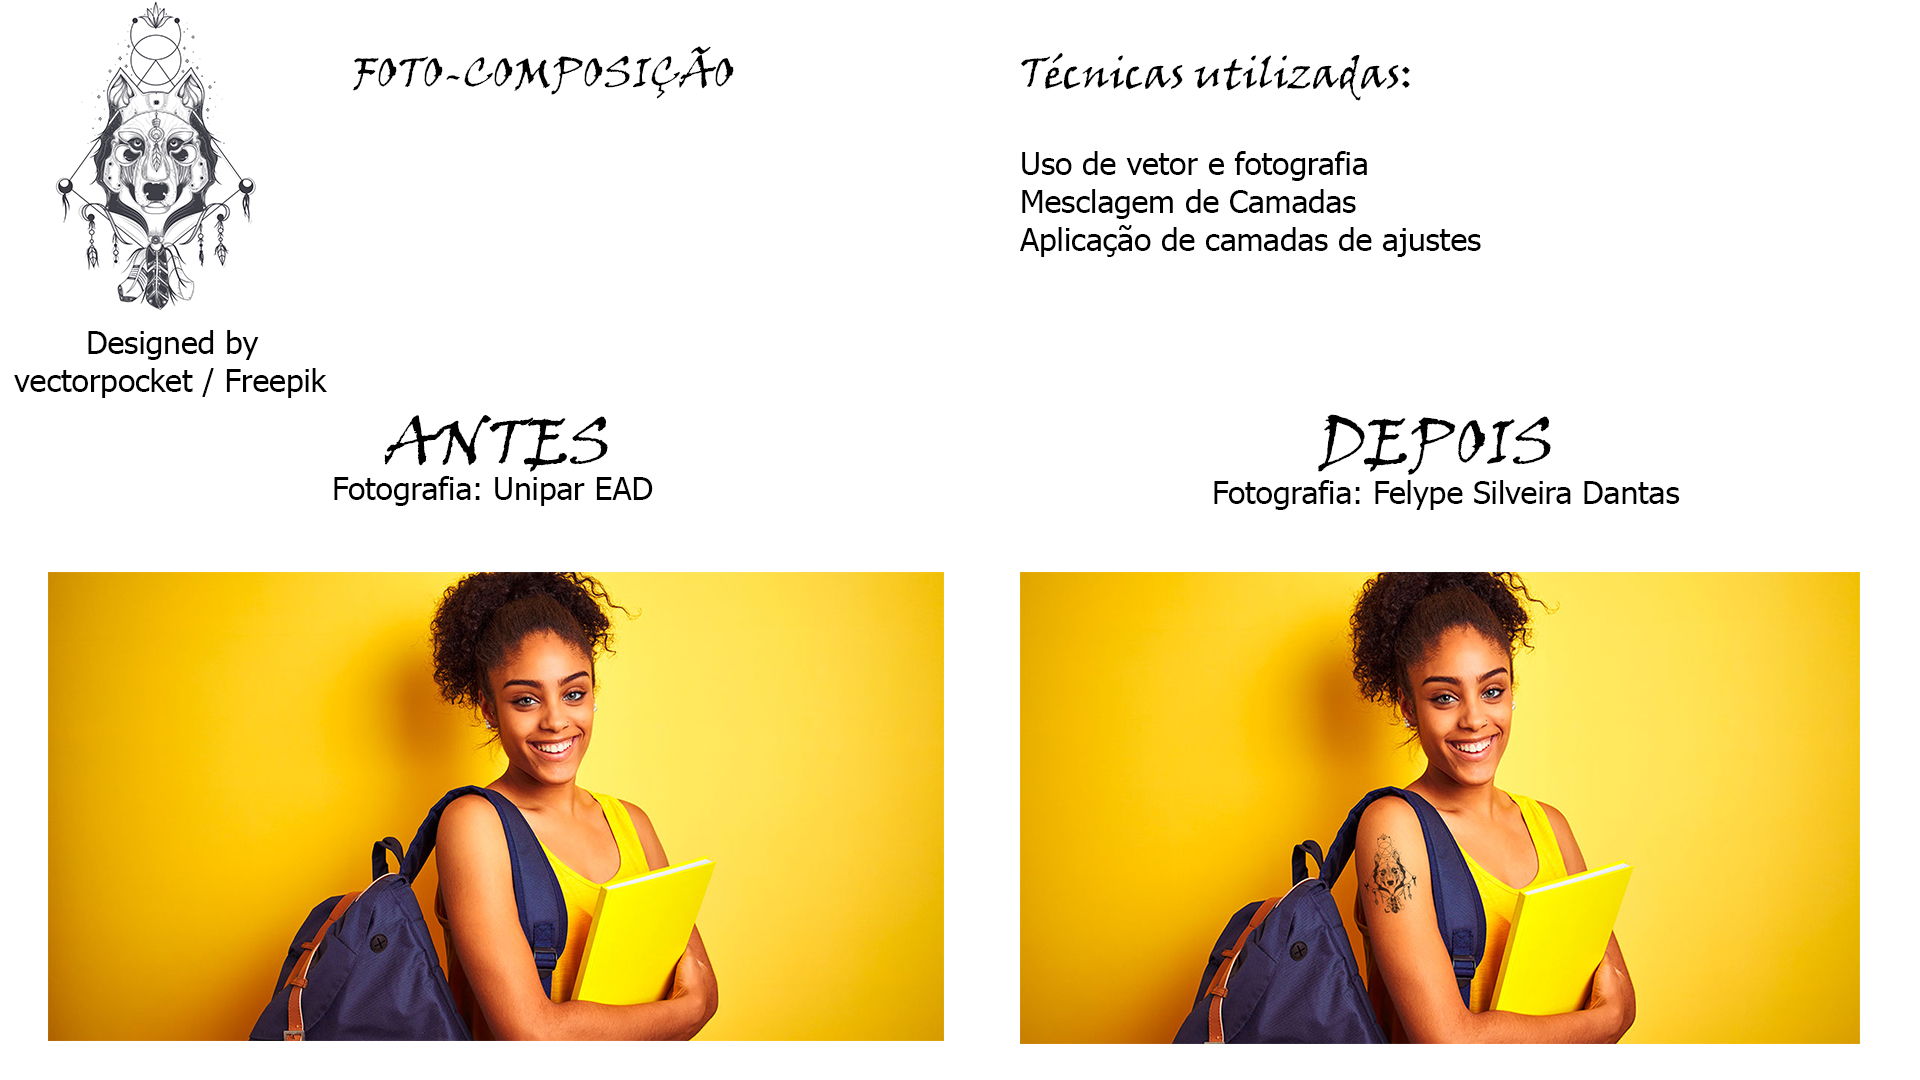 FOTO-COMPOSIÇÃO
Técnicas utilizadas:
Uso de vetor e fotografia
Mesclagem de Camadas
Aplicação de camadas de ajustes
Designed by
vectorpocket / Freepik
ANTES
Fotografia: Unipar EAD
DEPOIS
Fotografia: Felype Silveira Dantas